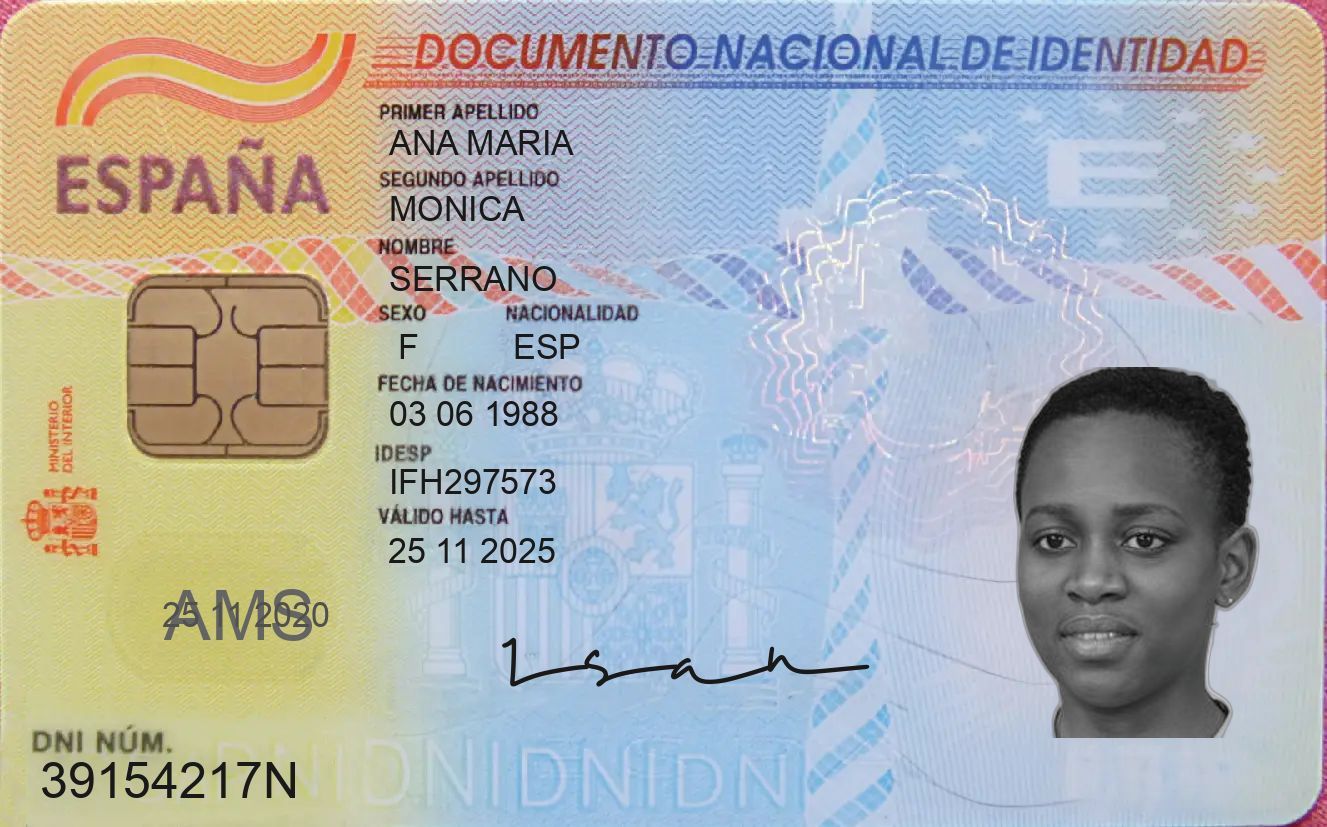 DOCUMENTO NACIONAL DE IDENTIDAD
ESPAÑA
PRIMER APELLIDO
ANA MARIA
SEGUNDO APELLIDO
MONICA
NOMBRE
SERRANO
SEXO NACIONALIDAD
F ESP
FECHA DE NACIMIENTO
03 06 1988
IDESP
IFH297573
VÁLIDO HASTA
25 11 2025
MINISTERIO
DEL INTERIOR
E
25 11 2020
AMS
DNI NÚM.
39154217N
DNIDNIDNIDNI